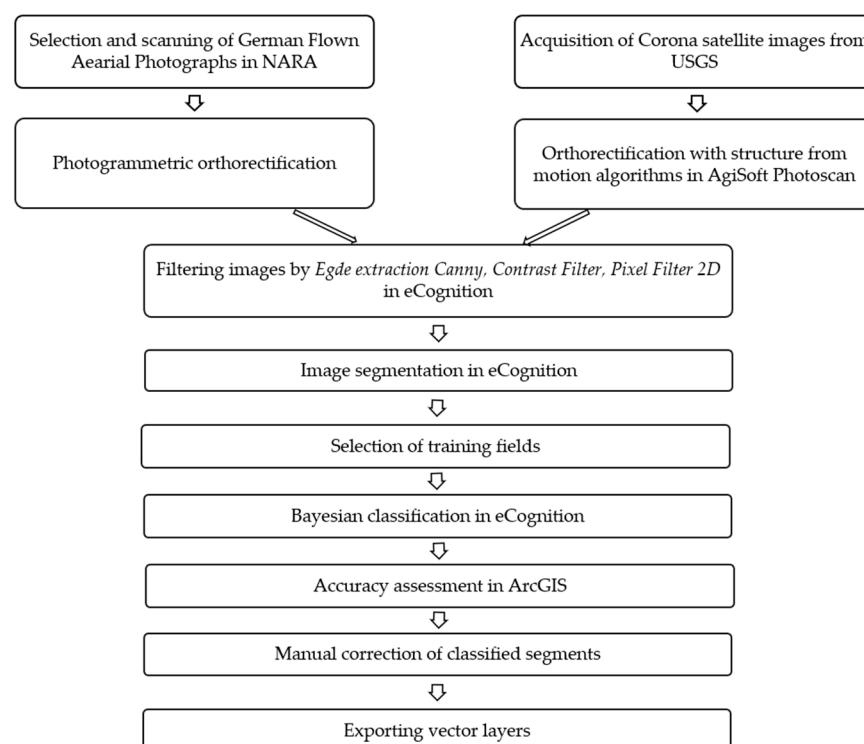 Selection and scanning of German Flown
Aearial Photographs in NARA
Acquisition of Corona satellite images from
USGS
Photogrammetric orthorectification
Orthorectification with structure from
motion algorithms in AgiSoft Photoscan
Filtering images by Egde extraction Canny, Contrast Filter, Pixel Filter 2D
in eCognition
Image segmentation in eCognition
Selection of training fields
Bayesian classification in eCognition
Accuracy assessment in ArcGIS
Manual correction of classified segments
Exporting vector layers